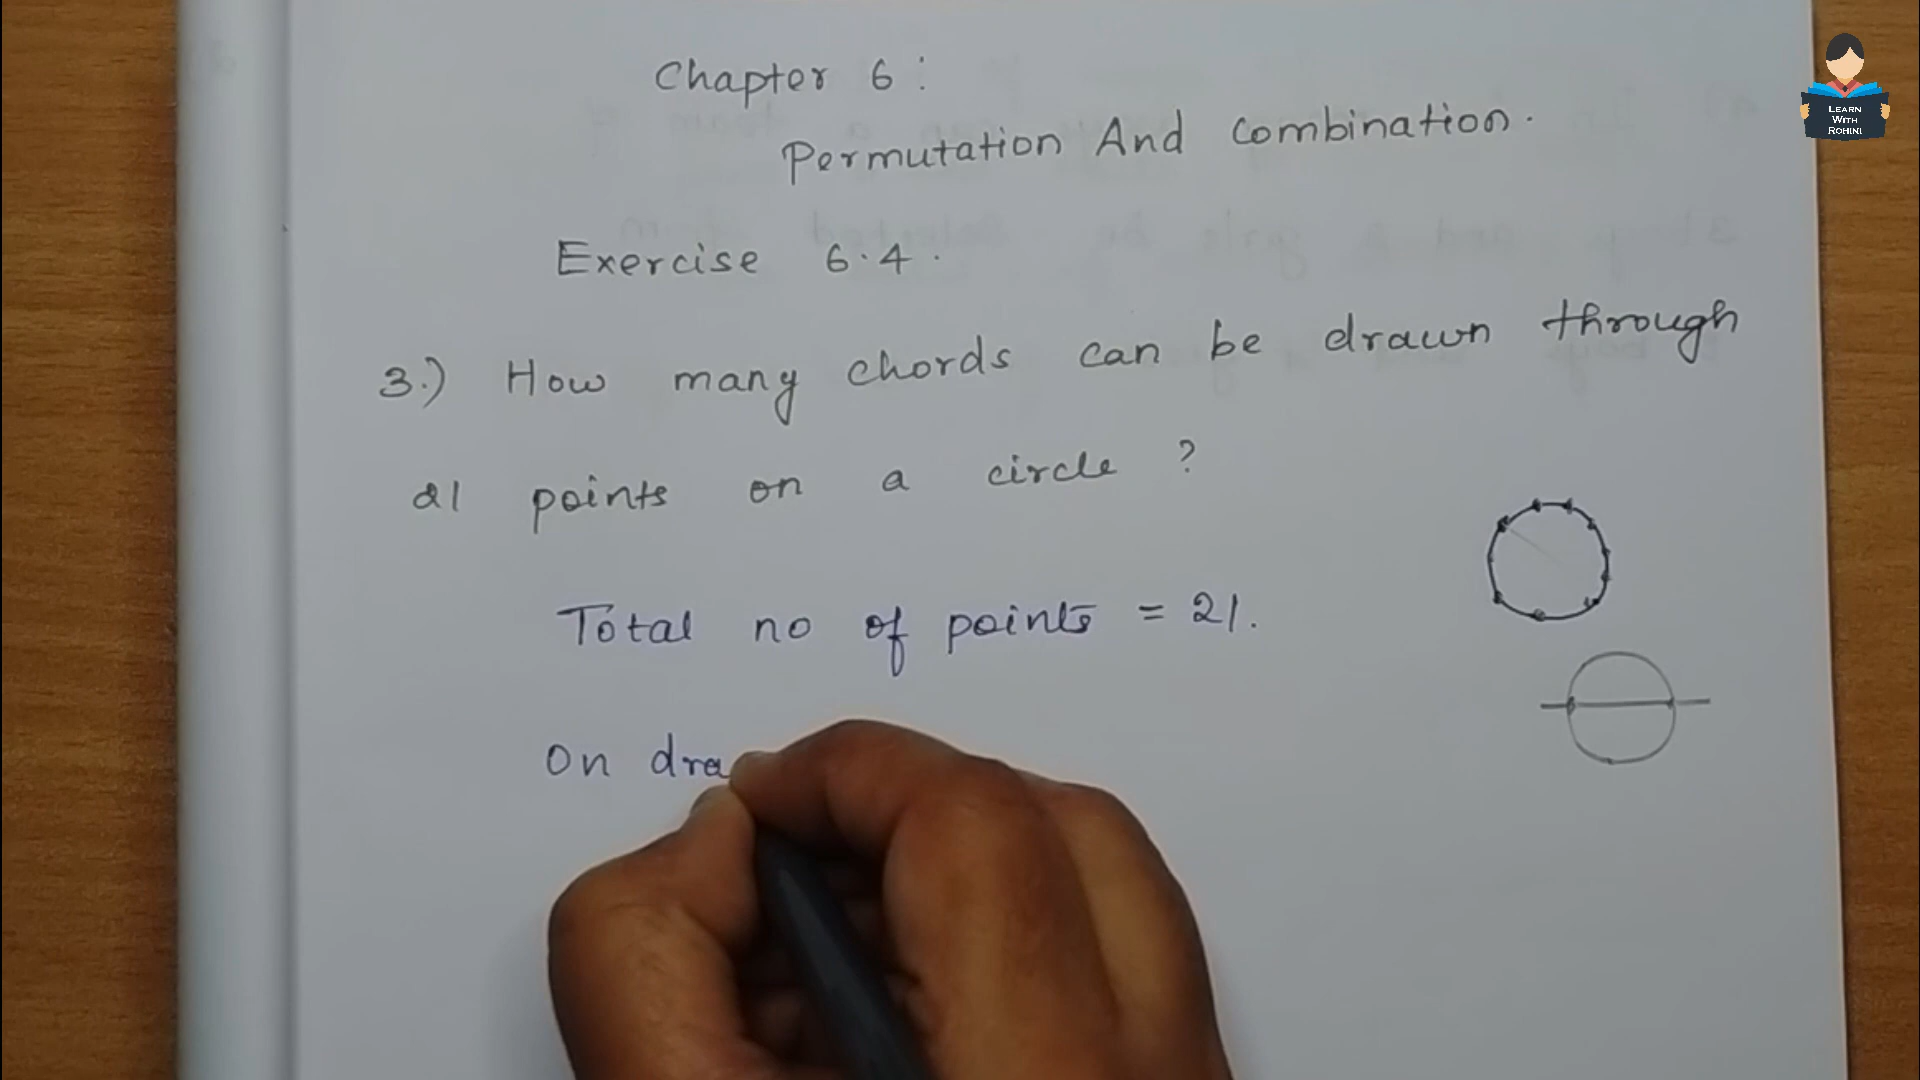 LEARN
WITH
ROHINI
Chapter 6:
Permutation And Combination.
Exercise 6.4.
3.) How many chords can be drawn through
21 points on a circle ?
Total no of points = 21.
On dra